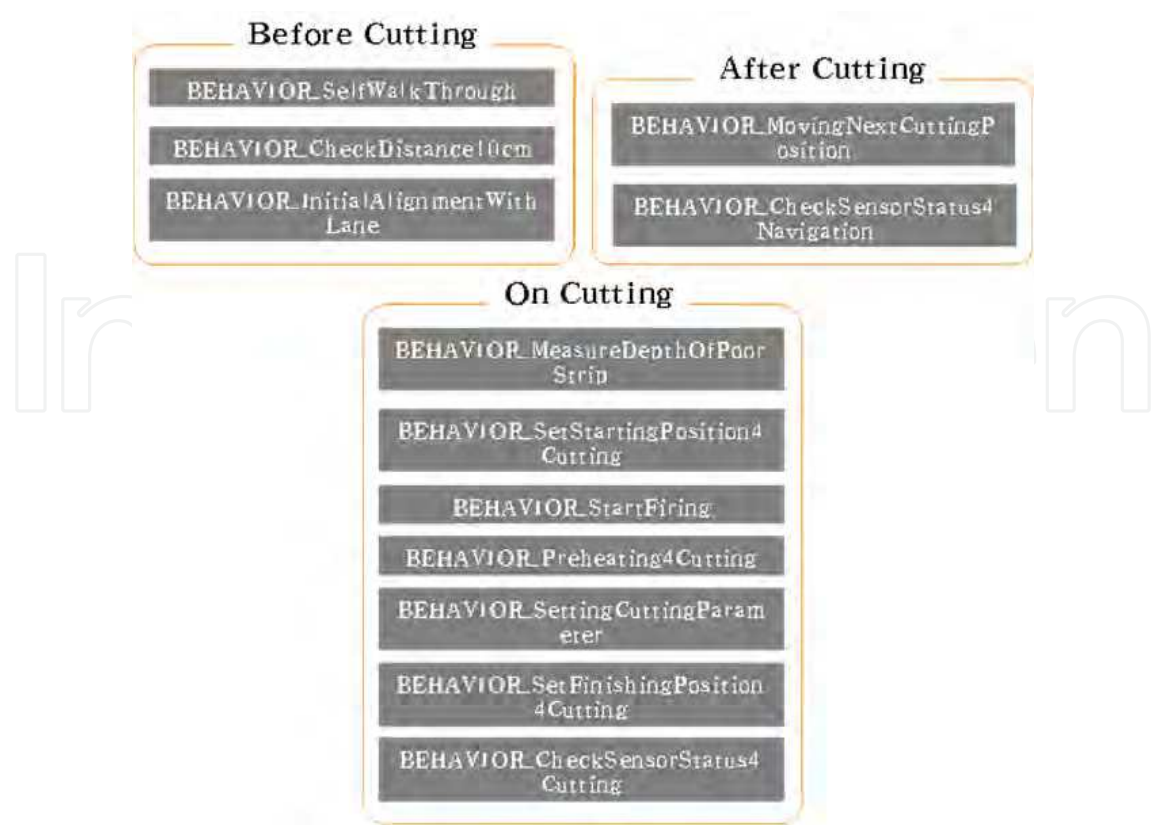 Before Cutting
BEHAVIOR_SelfWalkThrough
BEHAVIOR_CheckDistance10cm
BEHAVIOR_InitialAlignmentWith
Lane
After Cutting
BEHAVIOR_MovingNextCuttingP
osition
BEHAVIOR_CheckSensorStatus4
Navigation
On Cutting
BEHAVIOR_MeasureDepthOfPoor
Strip
BEHAVIOR_SetStartingPosition4
Cutting
BEHAVIOR_StartFiring
BEHAVIOR_Preheating4Cutting
BEHAVIOR_SettingCuttingParam
eter
BEHAVIOR_SetFinishingPosition
4Cutting
BEHAVIOR_CheckSensorStatus4
Cutting